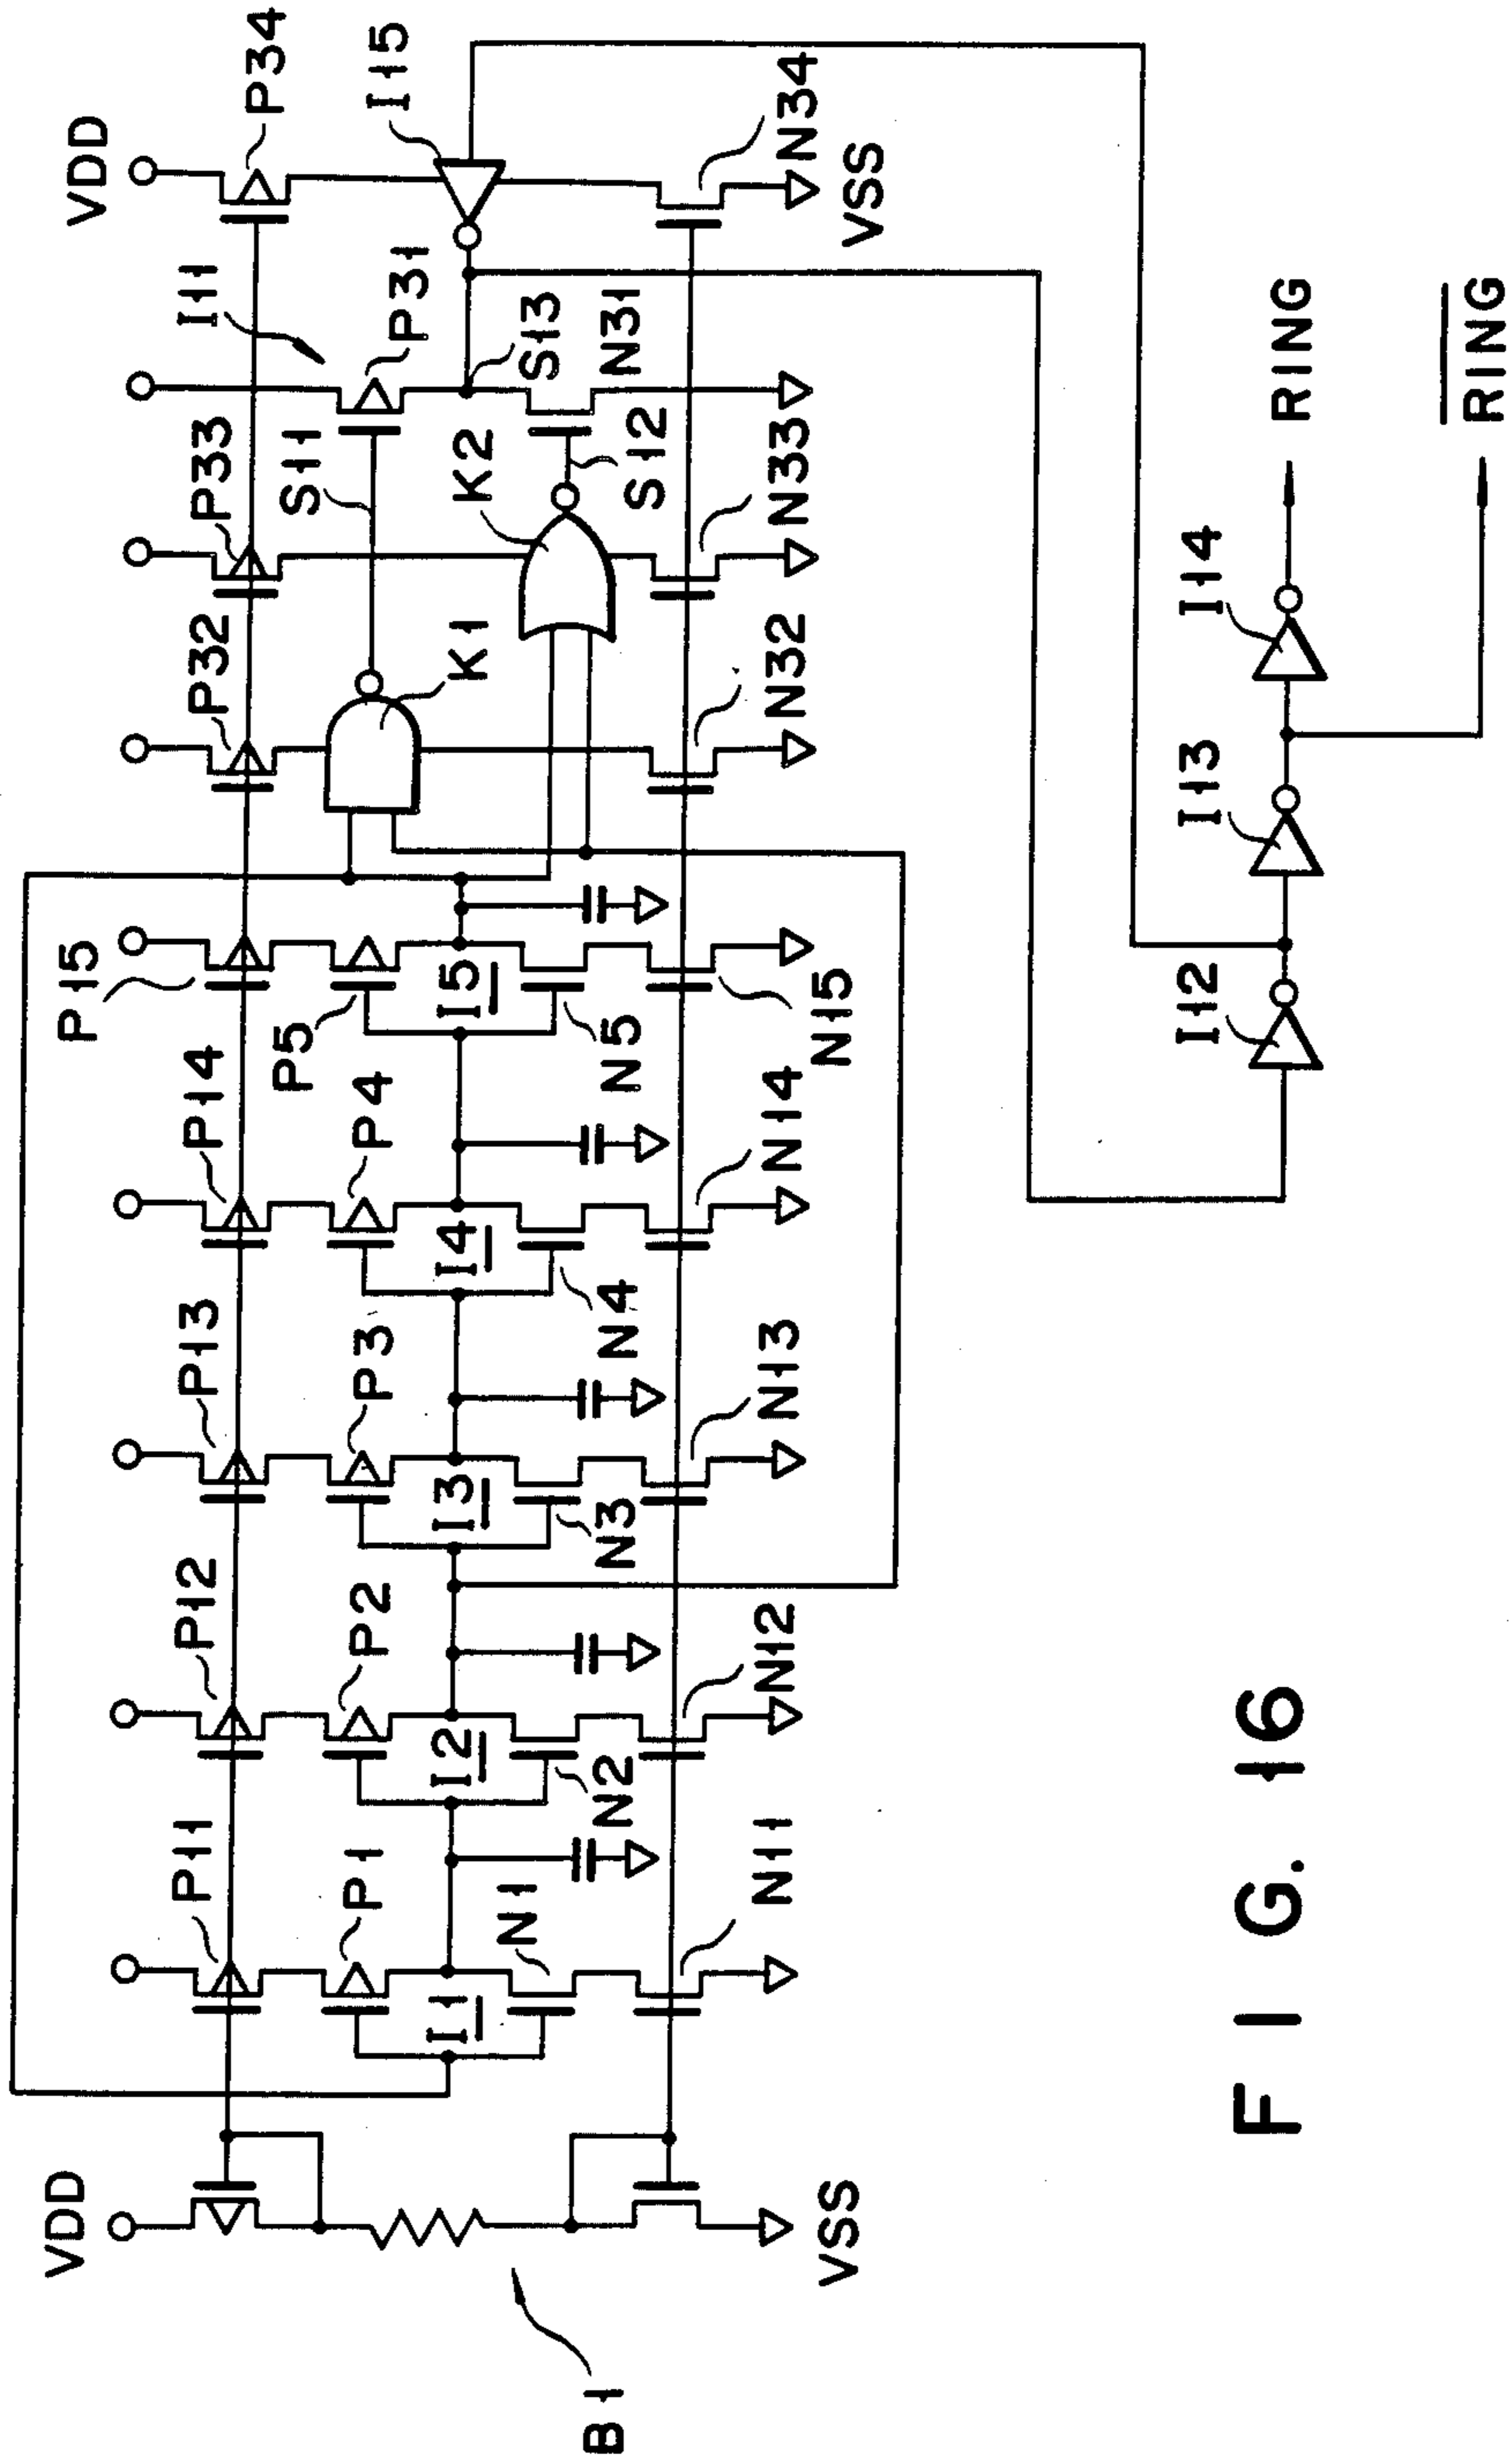 VDD
P11
P12
P13
P14
P15
P32
P33
VDD
P34
I11
S11
P1
P2
P3
P4
P5
K1
K2
P31
I15
I1
I2
I3
I4
I5
S13
N1
N2
N3
N4
N5
S12
N31
B1
VSS
N11
N12
N13
N14
N15
N32
N33
N34
VSS
I12
I13
I14
RING
RING
FIG. 16